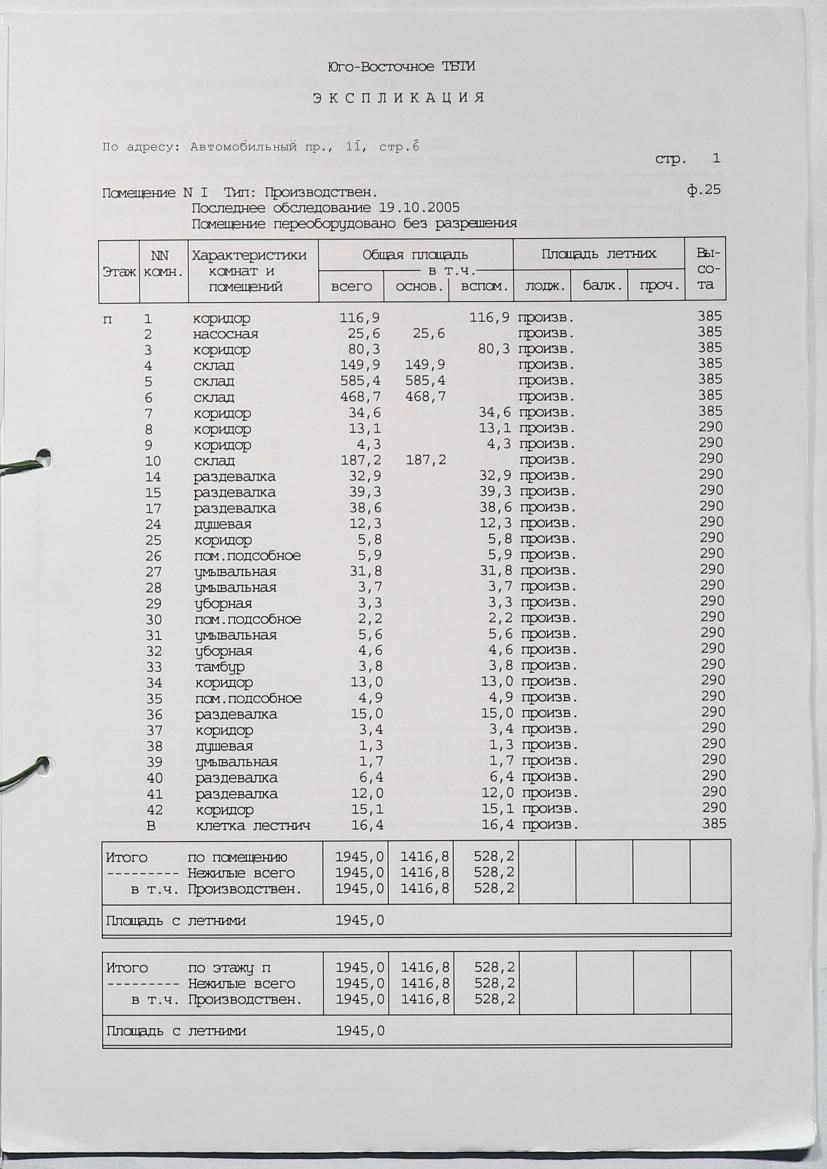 Юго-Восточное ТБТИ
ЭКСПЛИКАЦИЯ
По адресу: Автомобильный пр., 11, стр.6
стр. 1
Помещение N I Тип: Производствен. ф.25
Последнее обследование 19.10.2005
Помещение переоборудовано без разрешения
Этаж NN комн. Характеристики комнат и помещений Общая площадь Площадь летних Высота
в т.ч.
всего основ. вспом. лодж. балк. проч.
п 1 коридор 116,9 116,9 произв. 385
2 насосная 25,6 25,6 произв. 385
3 коридор 80,3 80,3 произв. 385
4 склад 149,9 149,9 произв. 385
5 склад 585,4 585,4 произв. 385
6 склад 468,7 468,7 произв. 385
7 коридор 34,6 34,6 произв. 385
8 коридор 13,1 13,1 произв. 290
9 коридор 4,3 4,3 произв. 290
10 склад 187,2 187,2 произв. 290
14 раздевалка 32,9 32,9 произв. 290
15 раздевалка 39,3 39,3 произв. 290
17 раздевалка 38,6 38,6 произв. 290
24 душевая 12,3 12,3 произв. 290
25 коридор 5,8 5,8 произв. 290
26 пом.подсобное 5,9 5,9 произв. 290
27 умывальная 31,8 31,8 произв. 290
28 умывальная 3,7 3,7 произв. 290
29 уборная 3,3 3,3 произв. 290
30 пом.подсобное 2,2 2,2 произв. 290
31 умывальная 5,6 5,6 произв. 290
32 уборная 4,6 4,6 произв. 290
33 тамбур 3,8 3,8 произв. 290
34 коридор 13,0 13,0 произв. 290
35 пом.подсобное 4,9 4,9 произв. 290
36 раздевалка 15,0 15,0 произв. 290
37 коридор 3,4 3,4 произв. 290
38 душевая 1,3 1,3 произв. 290
39 умывальная 1,7 1,7 произв. 290
40 раздевалка 6,4 6,4 произв. 290
41 раздевалка 12,0 12,0 произв. 290
42 коридор 15,1 15,1 произв. 290
В клетка лестнич 16,4 16,4 произв. 385
Итого по помещению 1945,0 1416,8 528,2
--------- Нежилые всего 1945,0 1416,8 528,2
в т.ч. Производствен. 1945,0 1416,8 528,2
Площадь с летними 1945,0
Итого по этажу п 1945,0 1416,8 528,2
--------- Нежилые всего 1945,0 1416,8 528,2
в т.ч. Производствен. 1945,0 1416,8 528,2
Площадь с летними 1945,0